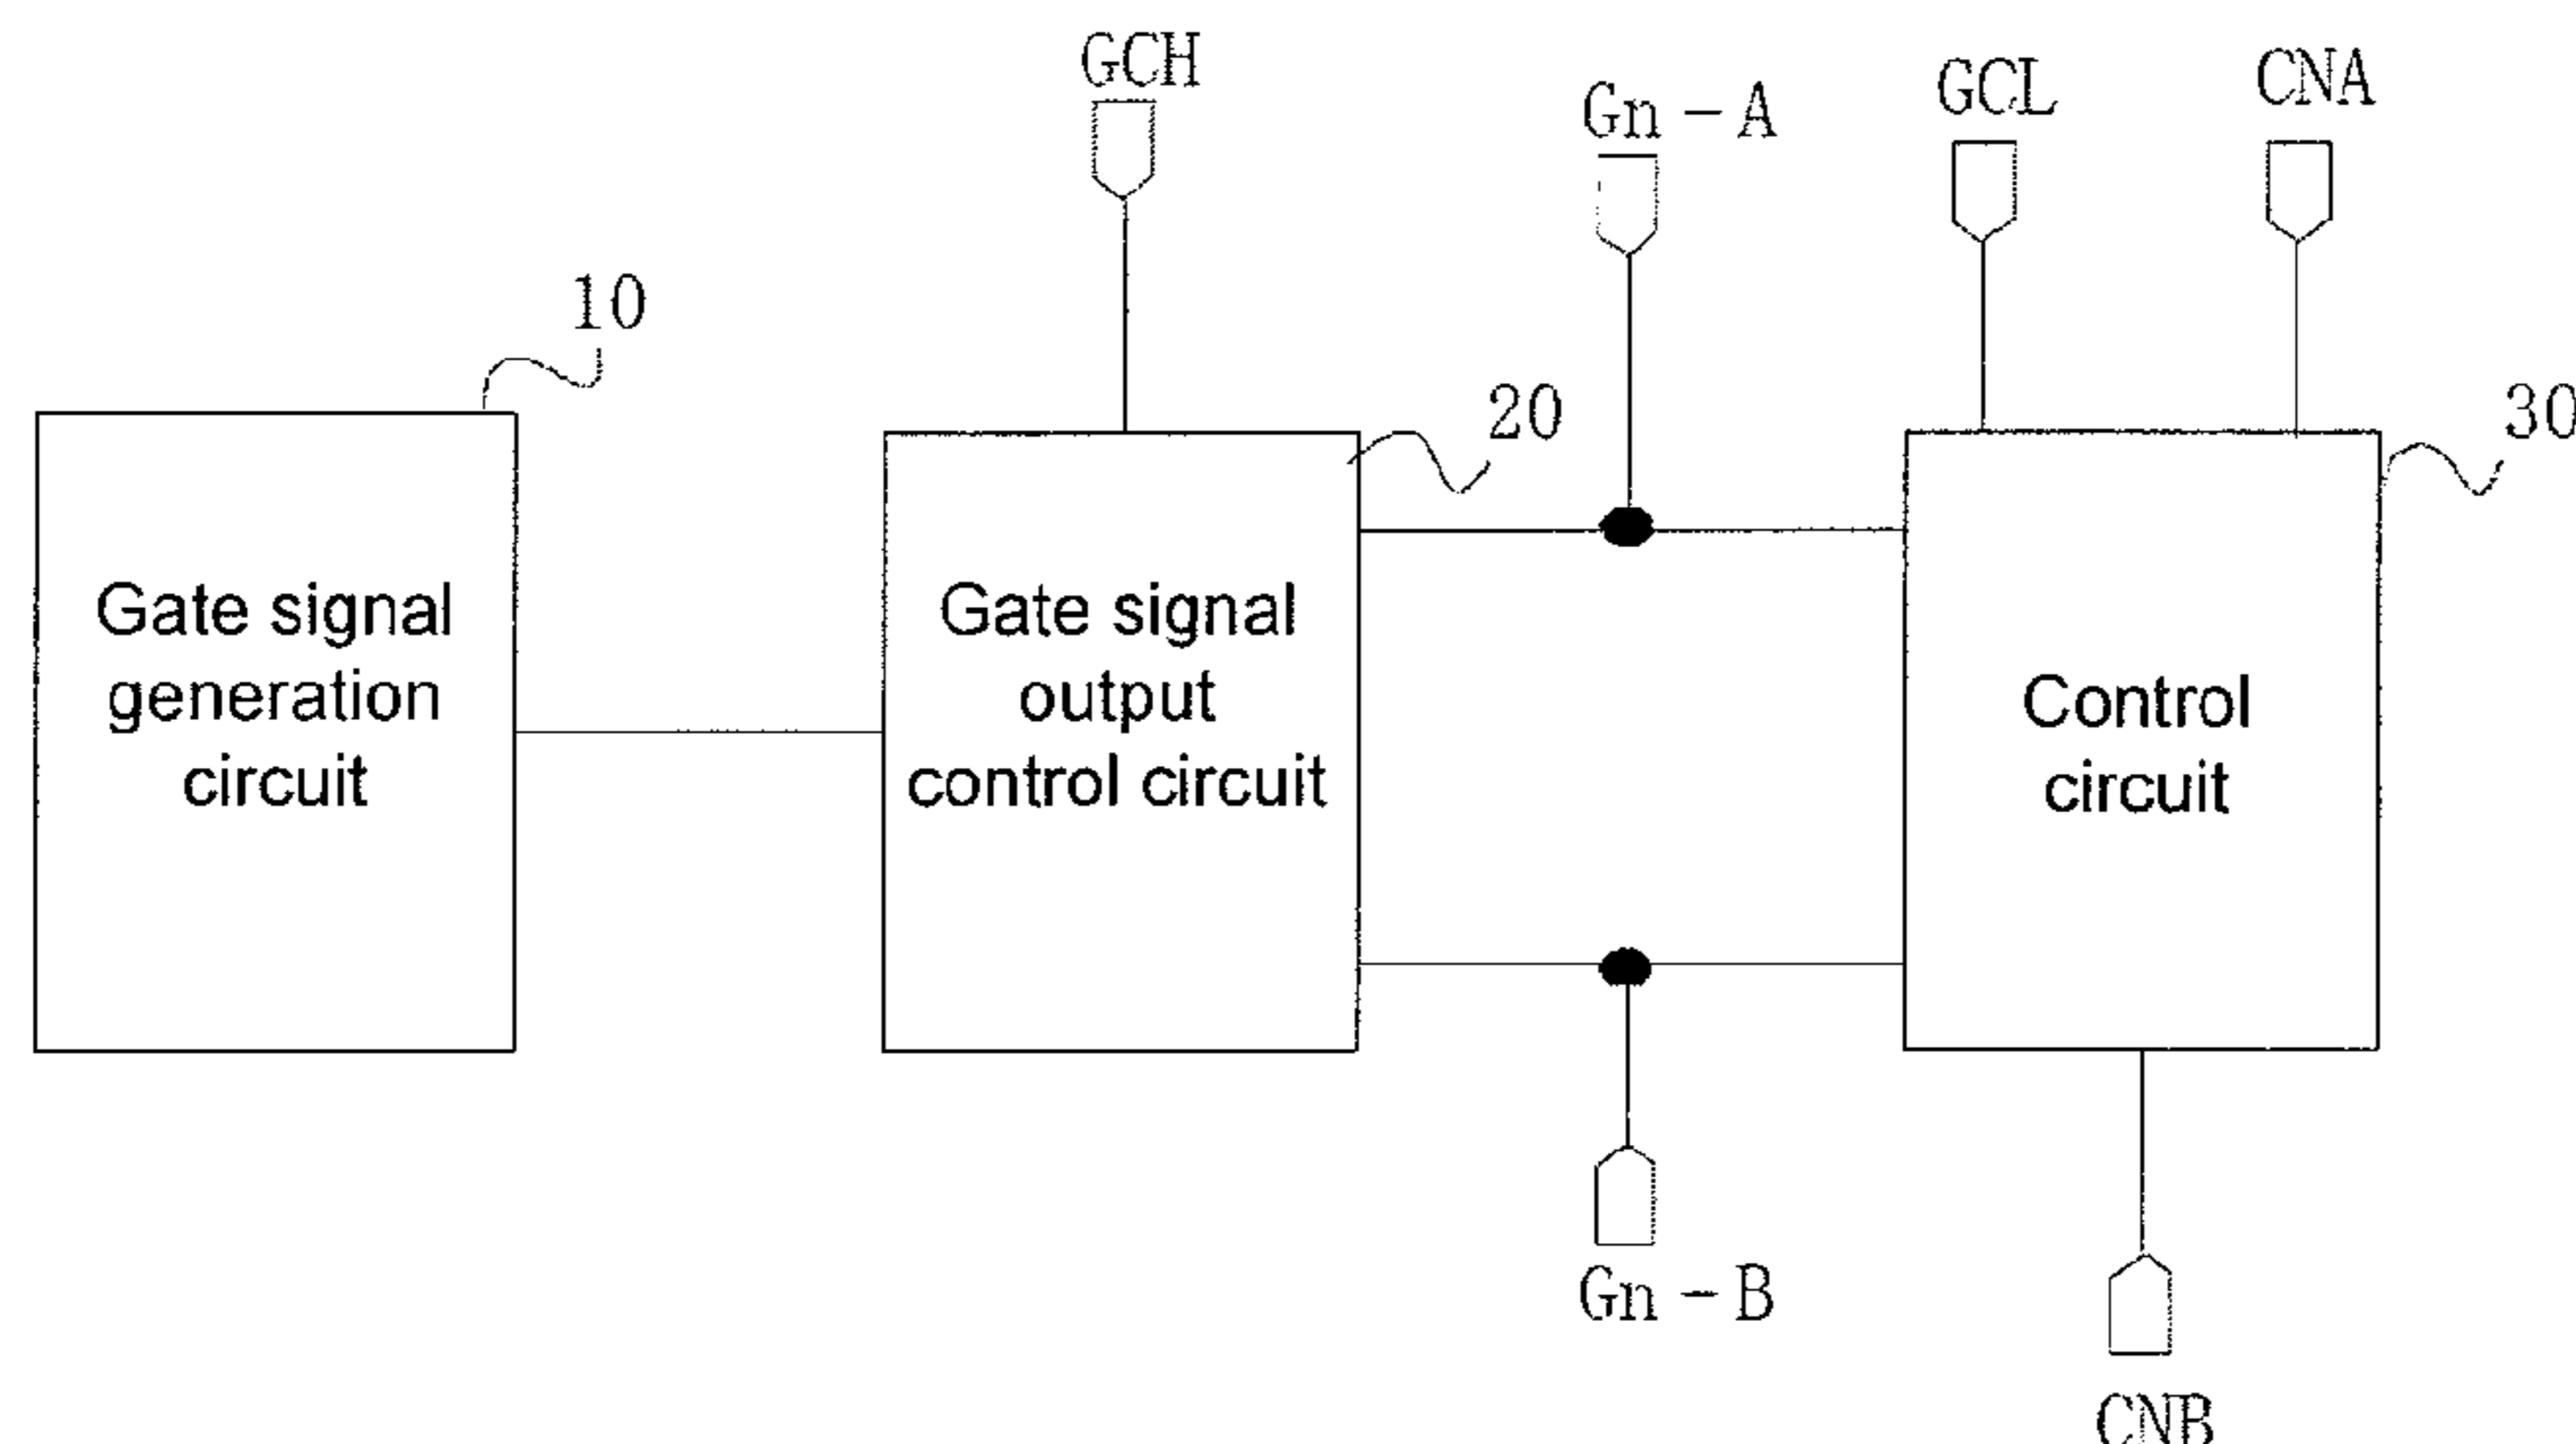 GCH
Gn - A
GCL
CNA
10
20
30
Gate signal
generation
circuit
Gate signal
output
control circuit
Control
circuit
Gn - B
CNB